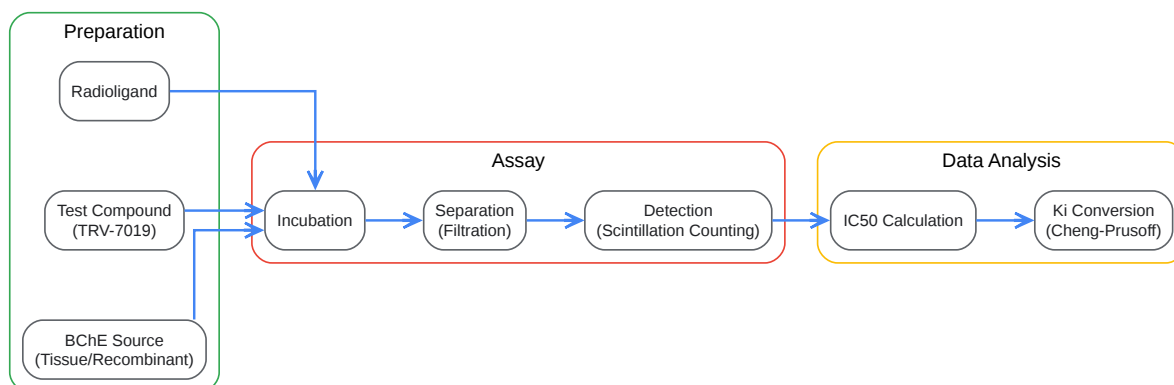 Preparation
Radioligand
Test Compound
(TRV-7019)
BChE Source
(Tissue/Recombinant)
Assay
Incubation
Separation
(Filtration)
Detection
(Scintillation Counting)
Data Analysis
IC50 Calculation
Ki Conversion
(Cheng-Prusoff)